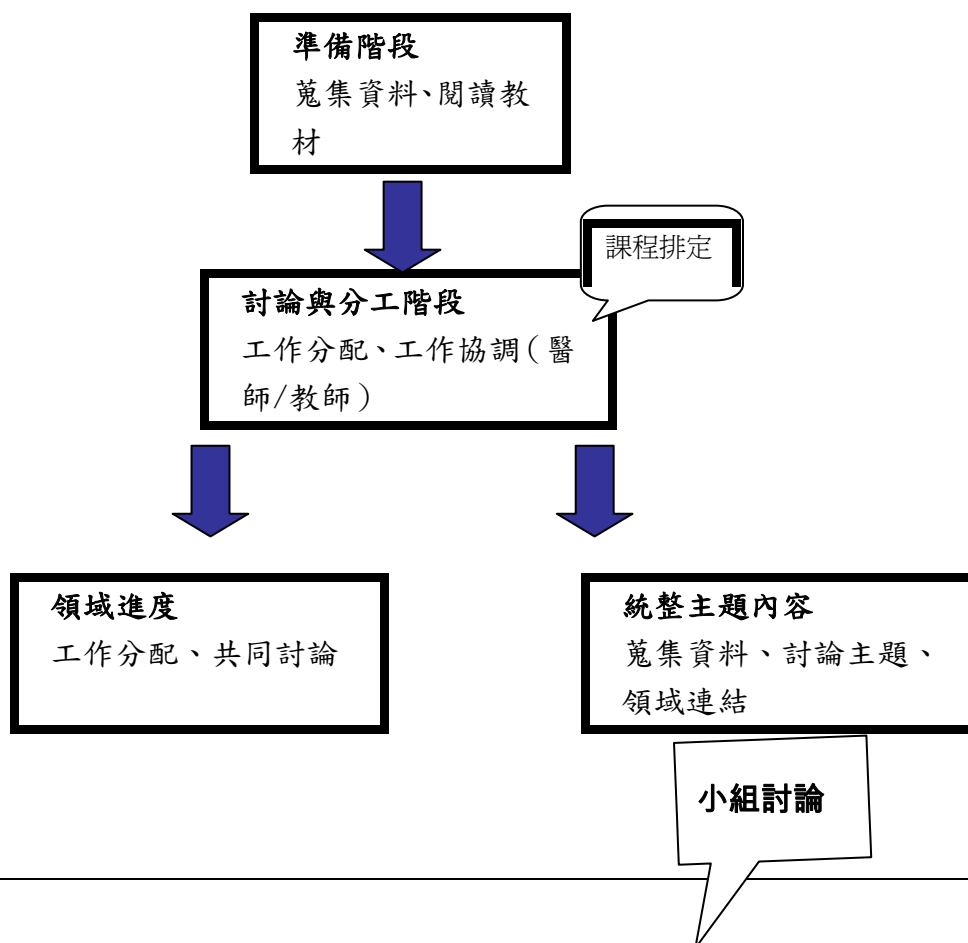 準備階段
蒐集資料、閱讀教
材
課程排定
討論與分工階段
工作分配、工作協調（醫
師/教師）
領域進度
工作分配、共同討論
統整主題內容
蒐集資料、討論主題、
領域連結
小組討論